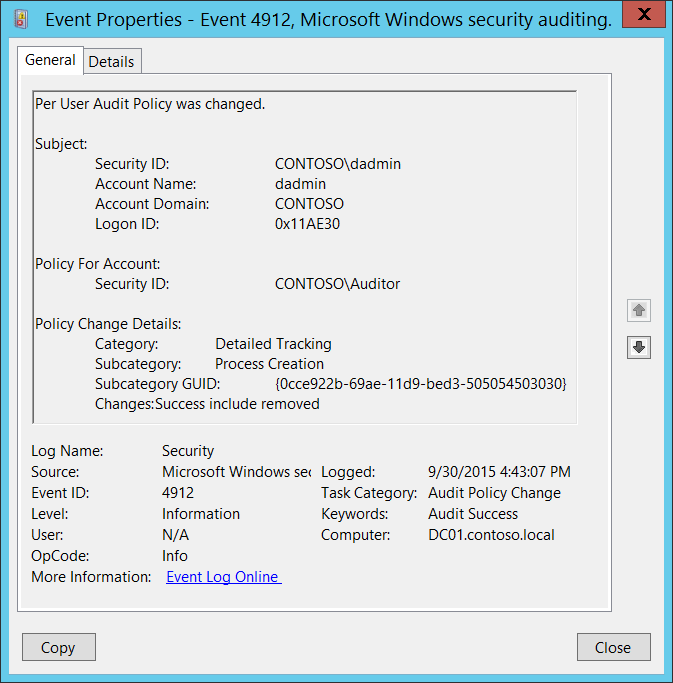 Event Properties - Event 4912, Microsoft Windows security auditing.
X
General Details
Per User Audit Policy was changed.
Subject:
Security ID: CONTOSO\dadmin
Account Name: dadmin
Account Domain: CONTOSO
Logon ID: 0x11AE30
Policy For Account:
Security ID: CONTOSO\Auditor
Policy Change Details:
Category: Detailed Tracking
Subcategory: Process Creation
Subcategory GUID: {0cce922b-69ae-11d9-bed3-505054503030}
Changes:Success include removed
Log Name: Security
Source: Microsoft Windows sec Logged: 9/30/2015 4:43:07 PM
Event ID: 4912 Task Category: Audit Policy Change
Level: Information Keywords: Audit Success
User: N/A Computer: DC01.contoso.local
OpCode: Info
More Information: Event Log Online
Copy Close